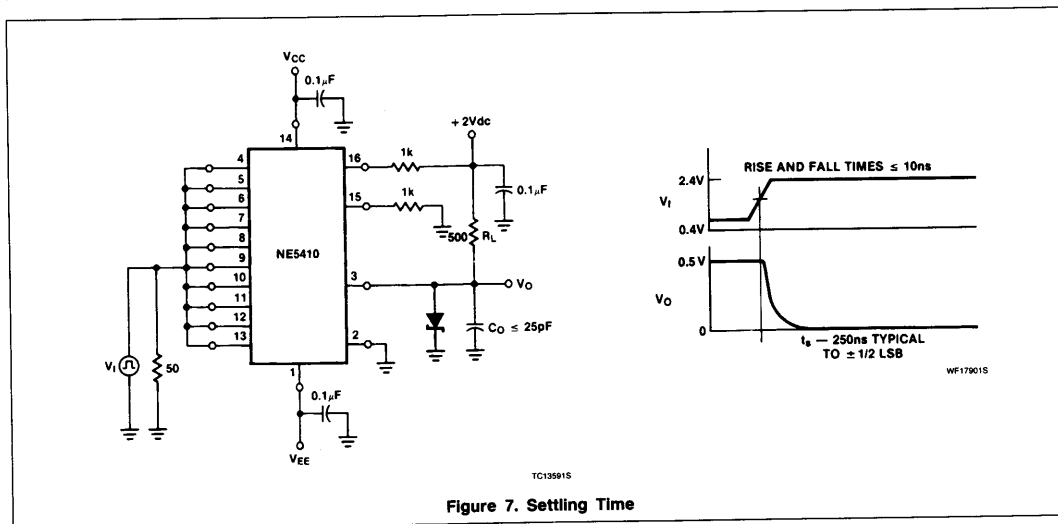 VCC
0.1μF
14
+2Vdc
4
5
6
7
8
9
10
11
12
13
NE5410
16
1k
15
1k
0.1μF
500
RL
3
VO
CO ≤ 25pF
2
1
VI
50
0.1μF
VEE
TC13591S
RISE AND FALL TIMES ≤ 10ns
2.4V
VI
0.4V
0.5V
VO
0
ts — 250ns TYPICAL
TO ± 1/2 LSB
WF17901S
Figure 7. Settling Time